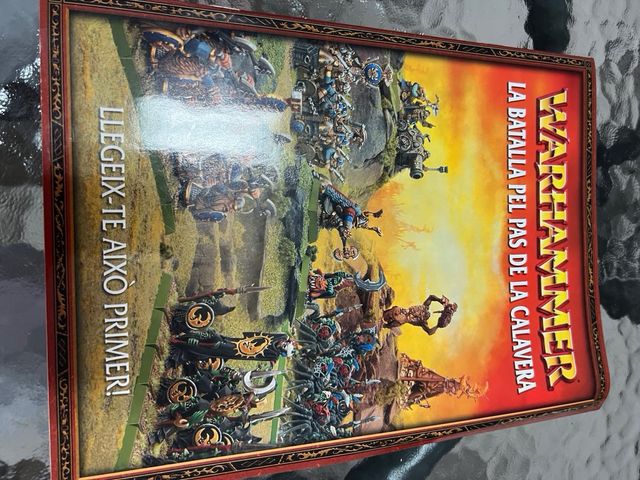 WARHAMMER
LA BATALLA PEL PAS DE LA CALAVERA
LLEGEIX-TE AIXÒ PRIMER!